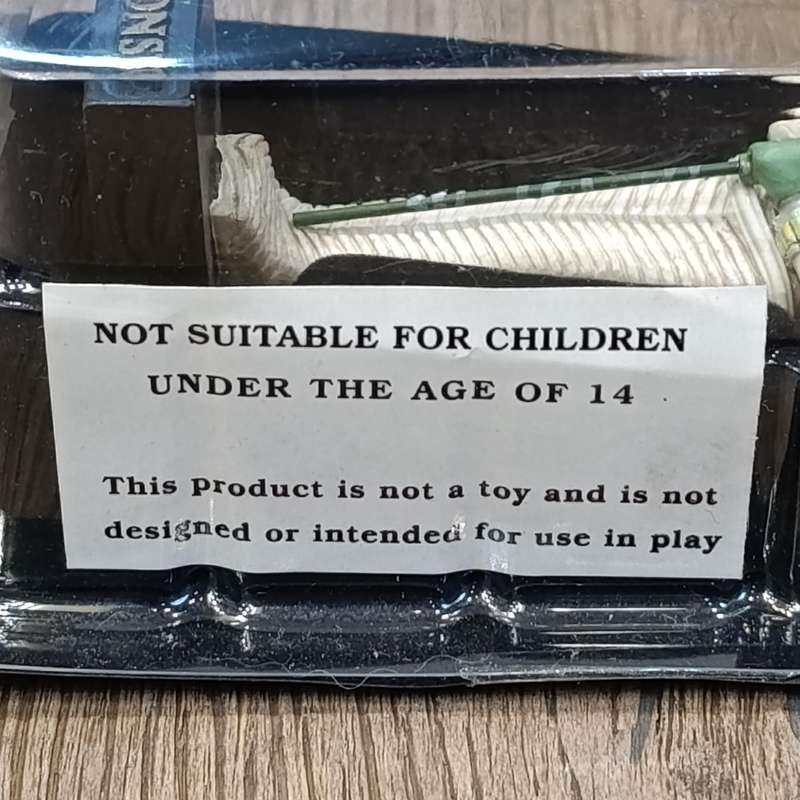 NOT SUITABLE FOR CHILDREN
UNDER THE AGE OF 14
This product is not a toy and is not
designed or intended for use in play